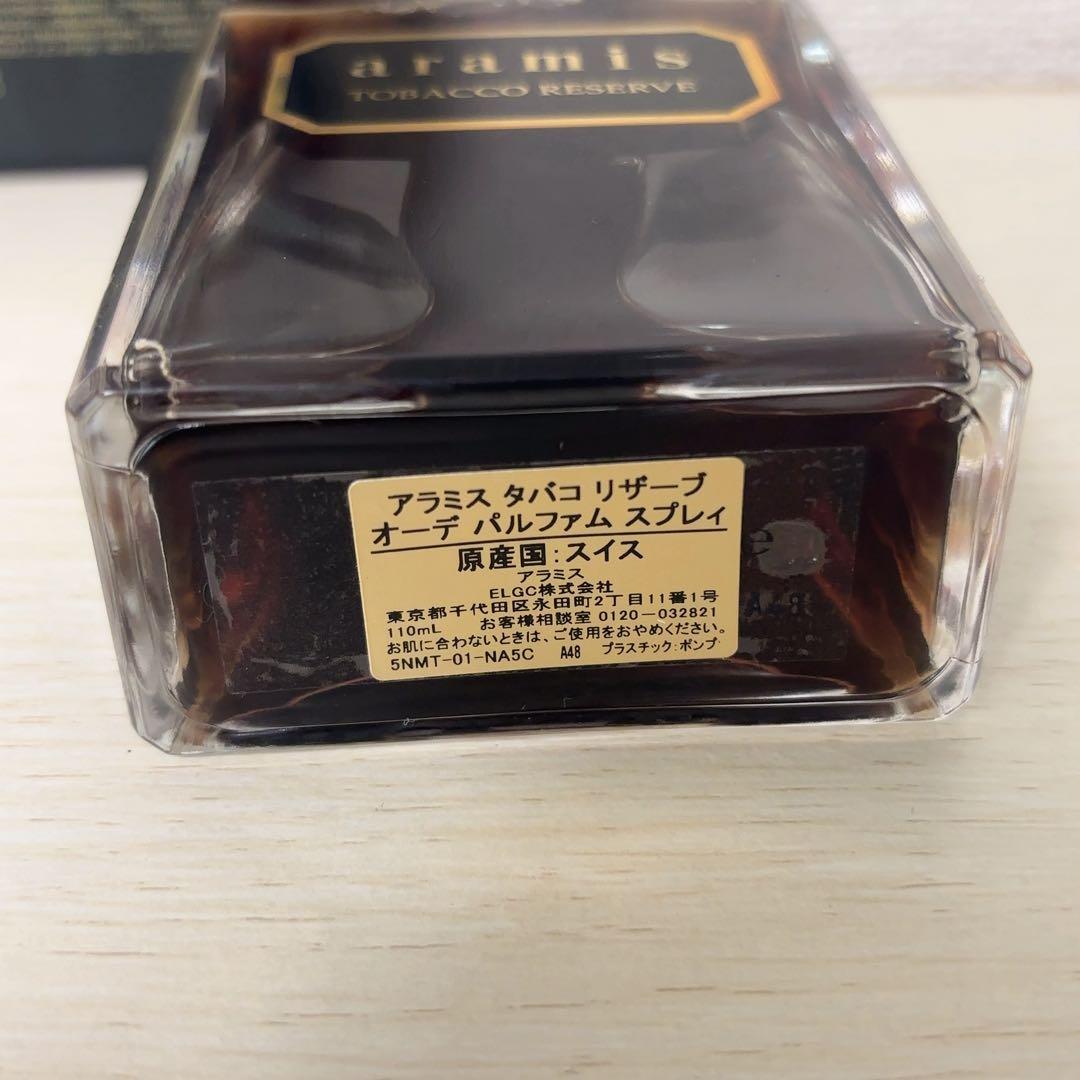 aramis
TOBACCO RESERVE
アラミス タバコ リザーブ
オーデ パルファム スプレィ
原産国:スイス
アラミス
ELGC株式会社
東京都千代田区永田町2丁目11番1号
110mL お客様相談室 0120-032821
お肌に合わないときは、ご使用をおやめください。
5NMT-01-NA5C A48 プラスチック:ポンプ